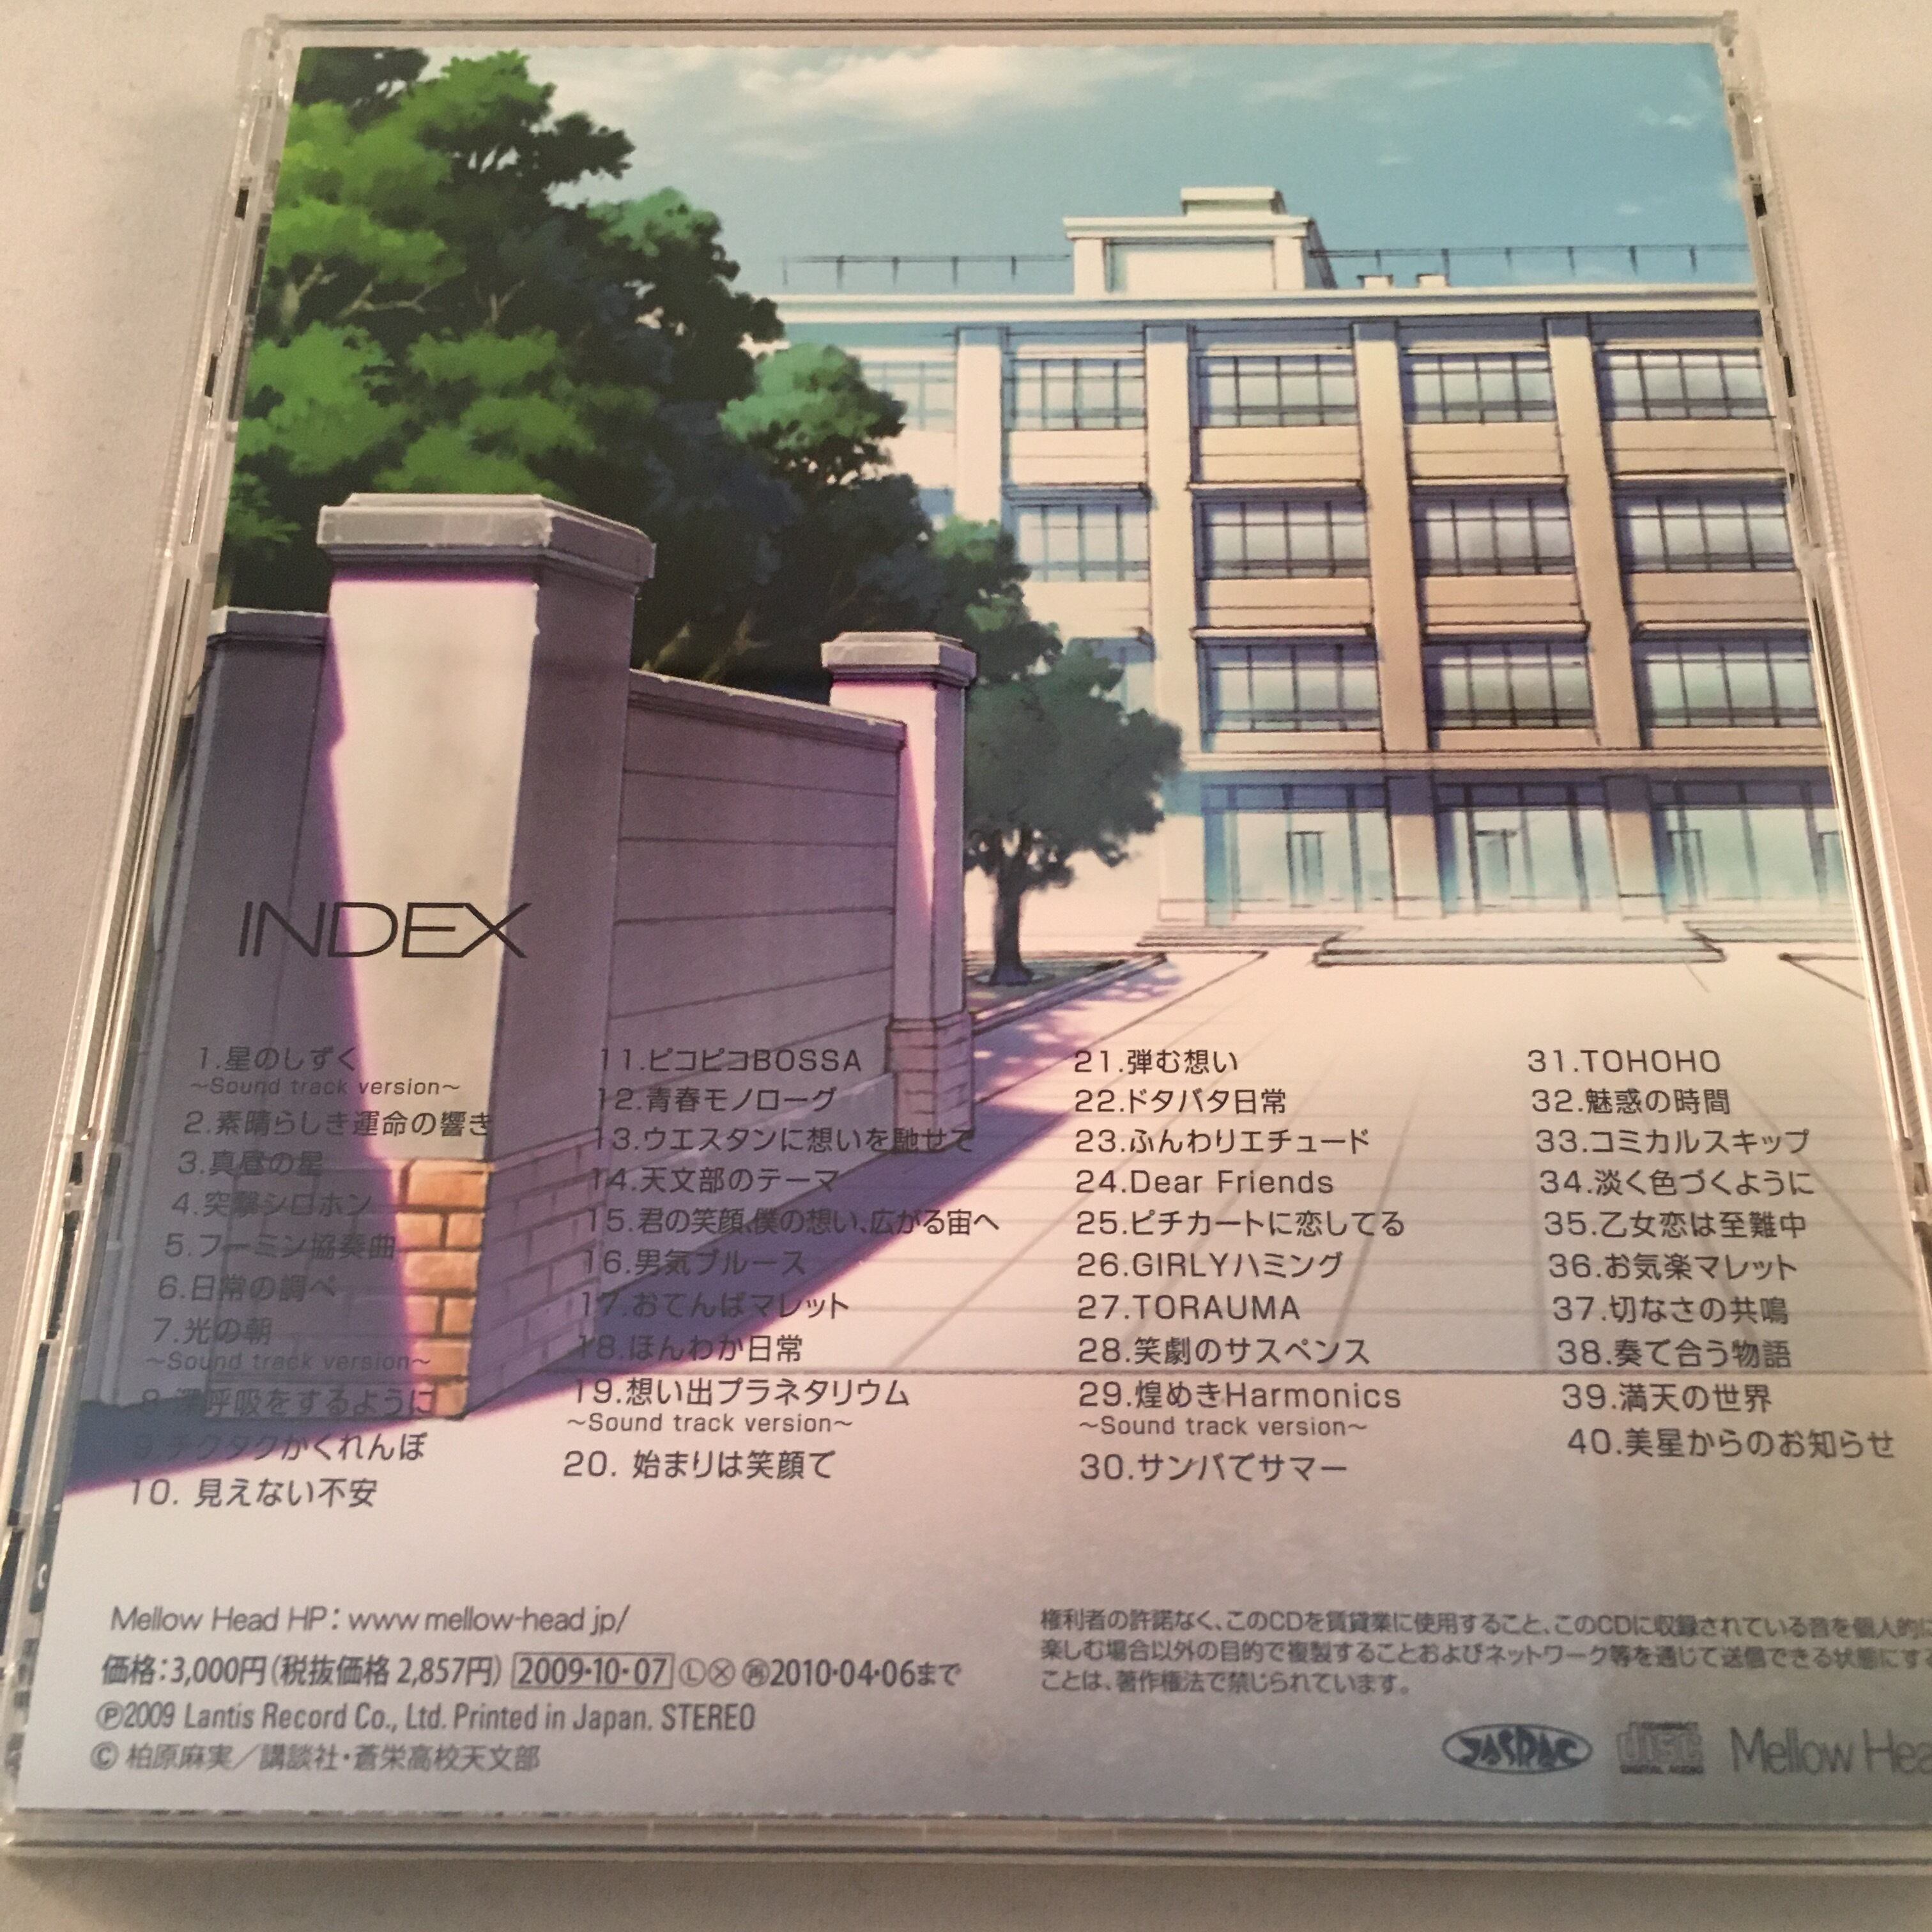 INDEX
1.星のしずく
～Sound track version～
2.素晴らしき運命の響き
3.真昼の星
4.突撃シロホン
5.フーミン協奏曲
6.日常の調べ
7.光の朝
～Sound track version～
8.深呼吸をするように
9.チクタクかくれんぼ
10. 見えない不安
11.ピコピコBOSSA
12.青春モノローグ
13.ウエスタンに想いを馳せて
14.天文部のテーマ
15.君の笑顔、僕の想い、広がる宙へ
16.男気ブルース
17.おてんばマレット
18.ほんわか日常
19.想い出プラネタリウム
～Sound track version～
20. 始まりは笑顔で
21.弾む想い
22.ドタバタ日常
23.ふんわりエチュード
24.Dear Friends
25.ピチカートに恋してる
26.GIRLYハミング
27.TORAUMA
28.笑劇のサスペンス
29.煌めきHarmonics
～Sound track version～
30.サンバでサマー
31.TOHOHO
32.魅惑の時間
33.コミカルスキップ
34.淡く色づくように
35.乙女恋は至難中
36.お気楽マレット
37.切なさの共鳴
38.奏で合う物語
39.満天の世界
40.美星からのお知らせ
Mellow Head HP：www.mellow-head.jp/
価格：3,000円（税抜価格 2,857円） 2009・10・07 Ⓛ Ⓧ ㊢2010・04・06まで
Ⓟ2009 Lantis Record Co., Ltd. Printed in Japan. STEREO
© 柏原麻実／講談社・蒼栄高校天文部
権利者の許諾なく、このCDを賃貸業に使用すること、このCDに収録されている音を個人的に
楽しむ場合以外の目的で複製することおよびネットワーク等を通じて送信できる状態にする
ことは、著作権法で禁じられています。
JASRAC
COMPACT disc DIGITAL AUDIO
Mellow Hea